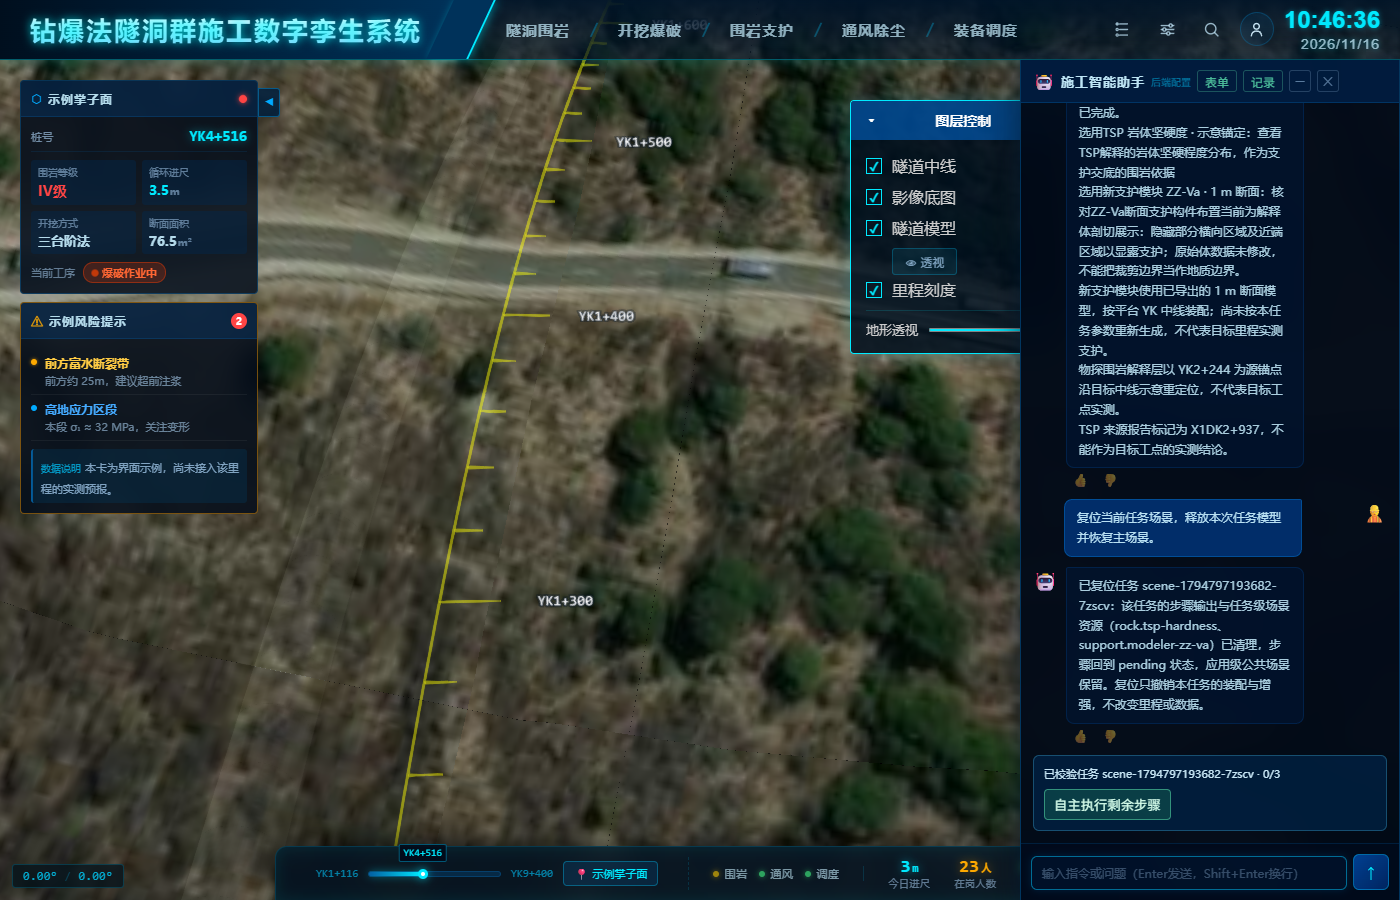 钻爆法隧洞群施工数字孪生系统
隧洞围岩 / 开挖爆破 / 围岩支护 / 通风除尘 / 装备调度
10:46:36
2026/11/16
示例掌子面
桩号 YK4+516
围岩等级 循环进尺
IV级 3.5m
开挖方式 断面面积
三台阶法 76.5m²
当前工序 爆破作业中
示例风险提示 2
前方富水断裂带
前方约 25m，建议超前注浆
高地应力区段
本段 σ₁ ≈ 32 MPa，关注变形
数据说明 本卡为界面示例，尚未接入该里
程的实测预报。
YK1+500
YK1+400
YK1+300
图层控制
隧道中线
影像底图
隧道模型
透视
里程刻度
地形透视
施工智能助手 后端配置 表单 记录
已完成。
选用TSP 岩体坚硬度 · 示意锚定：查看
TSP解释的岩体坚硬程度分布，作为支
护交底的围岩依据
选用新支护模块 ZZ-Va · 1 m 断面：核
对ZZ-Va断面支护构件布置当前为解释
体剖切展示：隐藏部分横向区域及近端
区域以显露支护；原始体数据未修改，
不能把裁剪边界当作地质边界。
新支护模块使用已导出的 1 m 断面模
型，按平台 YK 中线装配；尚未按本任
务参数重新生成，不代表目标里程实测
支护。
物探围岩解释层以 YK2+244 为源锚点
沿目标中线示意重定位，不代表目标工
点实测。
TSP 来源报告标记为 X1DK2+937，不
能作为目标工点的实测结论。
复位当前任务场景，释放本次任务模型
并恢复主场景。
已复位任务 scene-1794797193682-
7zscv：该任务的步骤输出与任务级场景
资源（rock.tsp-hardness、
support.modeler-zz-va）已清理，步
骤回到 pending 状态，应用级公共场景
保留。复位只撤销本任务的装配与增
强，不改变里程或数据。
已校验任务 scene-1794797193682-7zscv · 0/3
自主执行剩余步骤
输入指令或问题（Enter发送，Shift+Enter换行）
0.00° / 0.00°
YK4+516
YK1+116 YK9+400 示例掌子面 围岩 通风 调度
3m 23人
今日进尺 在岗人数